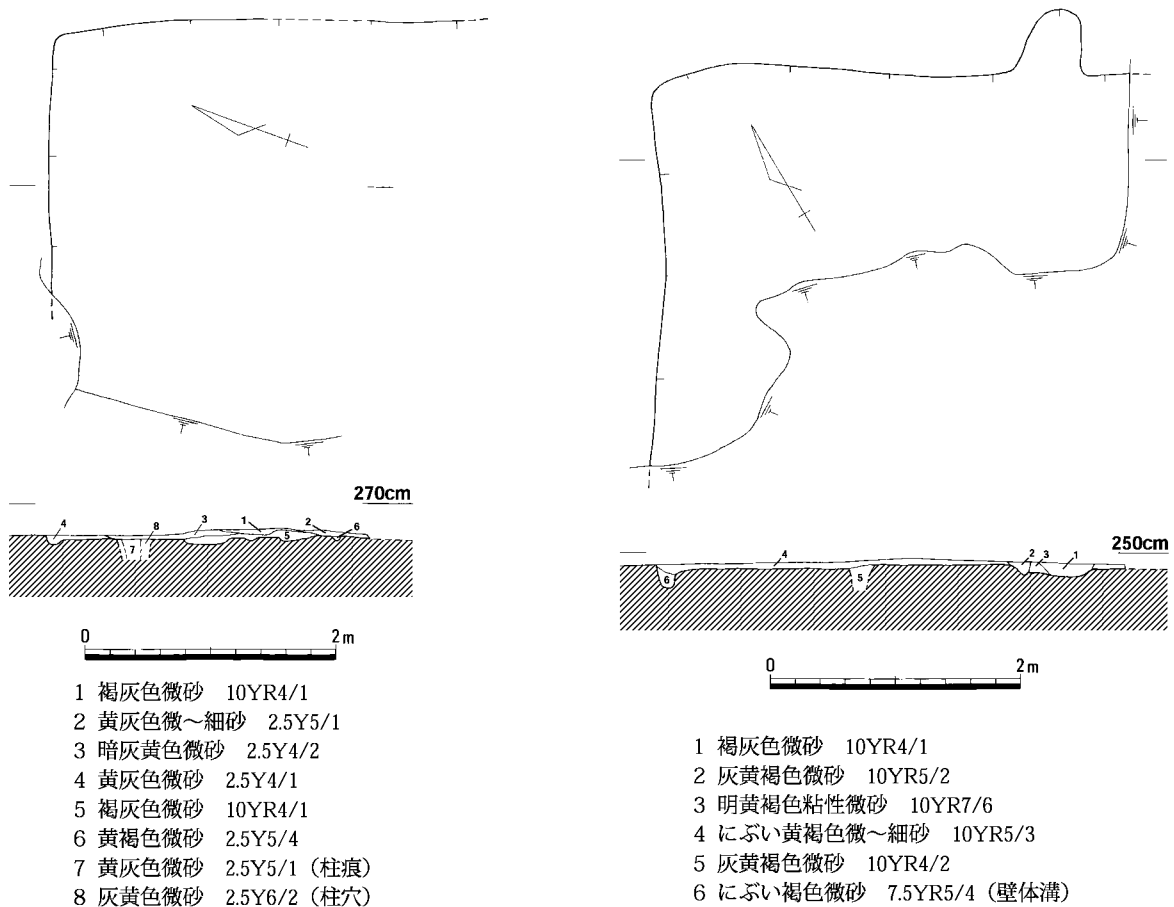 270cm
4
3
1
2
6
8
7
5
0 2m
1 褐灰色微砂 10YR4/1
2 黄灰色微～細砂 2.5Y5/1
3 暗灰黄色微砂 2.5Y4/2
4 黄灰色微砂 2.5Y4/1
5 褐灰色微砂 10YR4/1
6 黄褐色微砂 2.5Y5/4
7 黄灰色微砂 2.5Y5/1（柱痕）
8 灰黄色微砂 2.5Y6/2（柱穴）
250cm
4
2
3
1
6
5
0 2m
1 褐灰色微砂 10YR4/1
2 灰黄褐色微砂 10YR5/2
3 明黄褐色粘性微砂 10YR7/6
4 にぶい黄褐色微～細砂 10YR5/3
5 灰黄褐色微砂 10YR4/2
6 にぶい褐色微砂 7.5YR5/4（壁体溝）